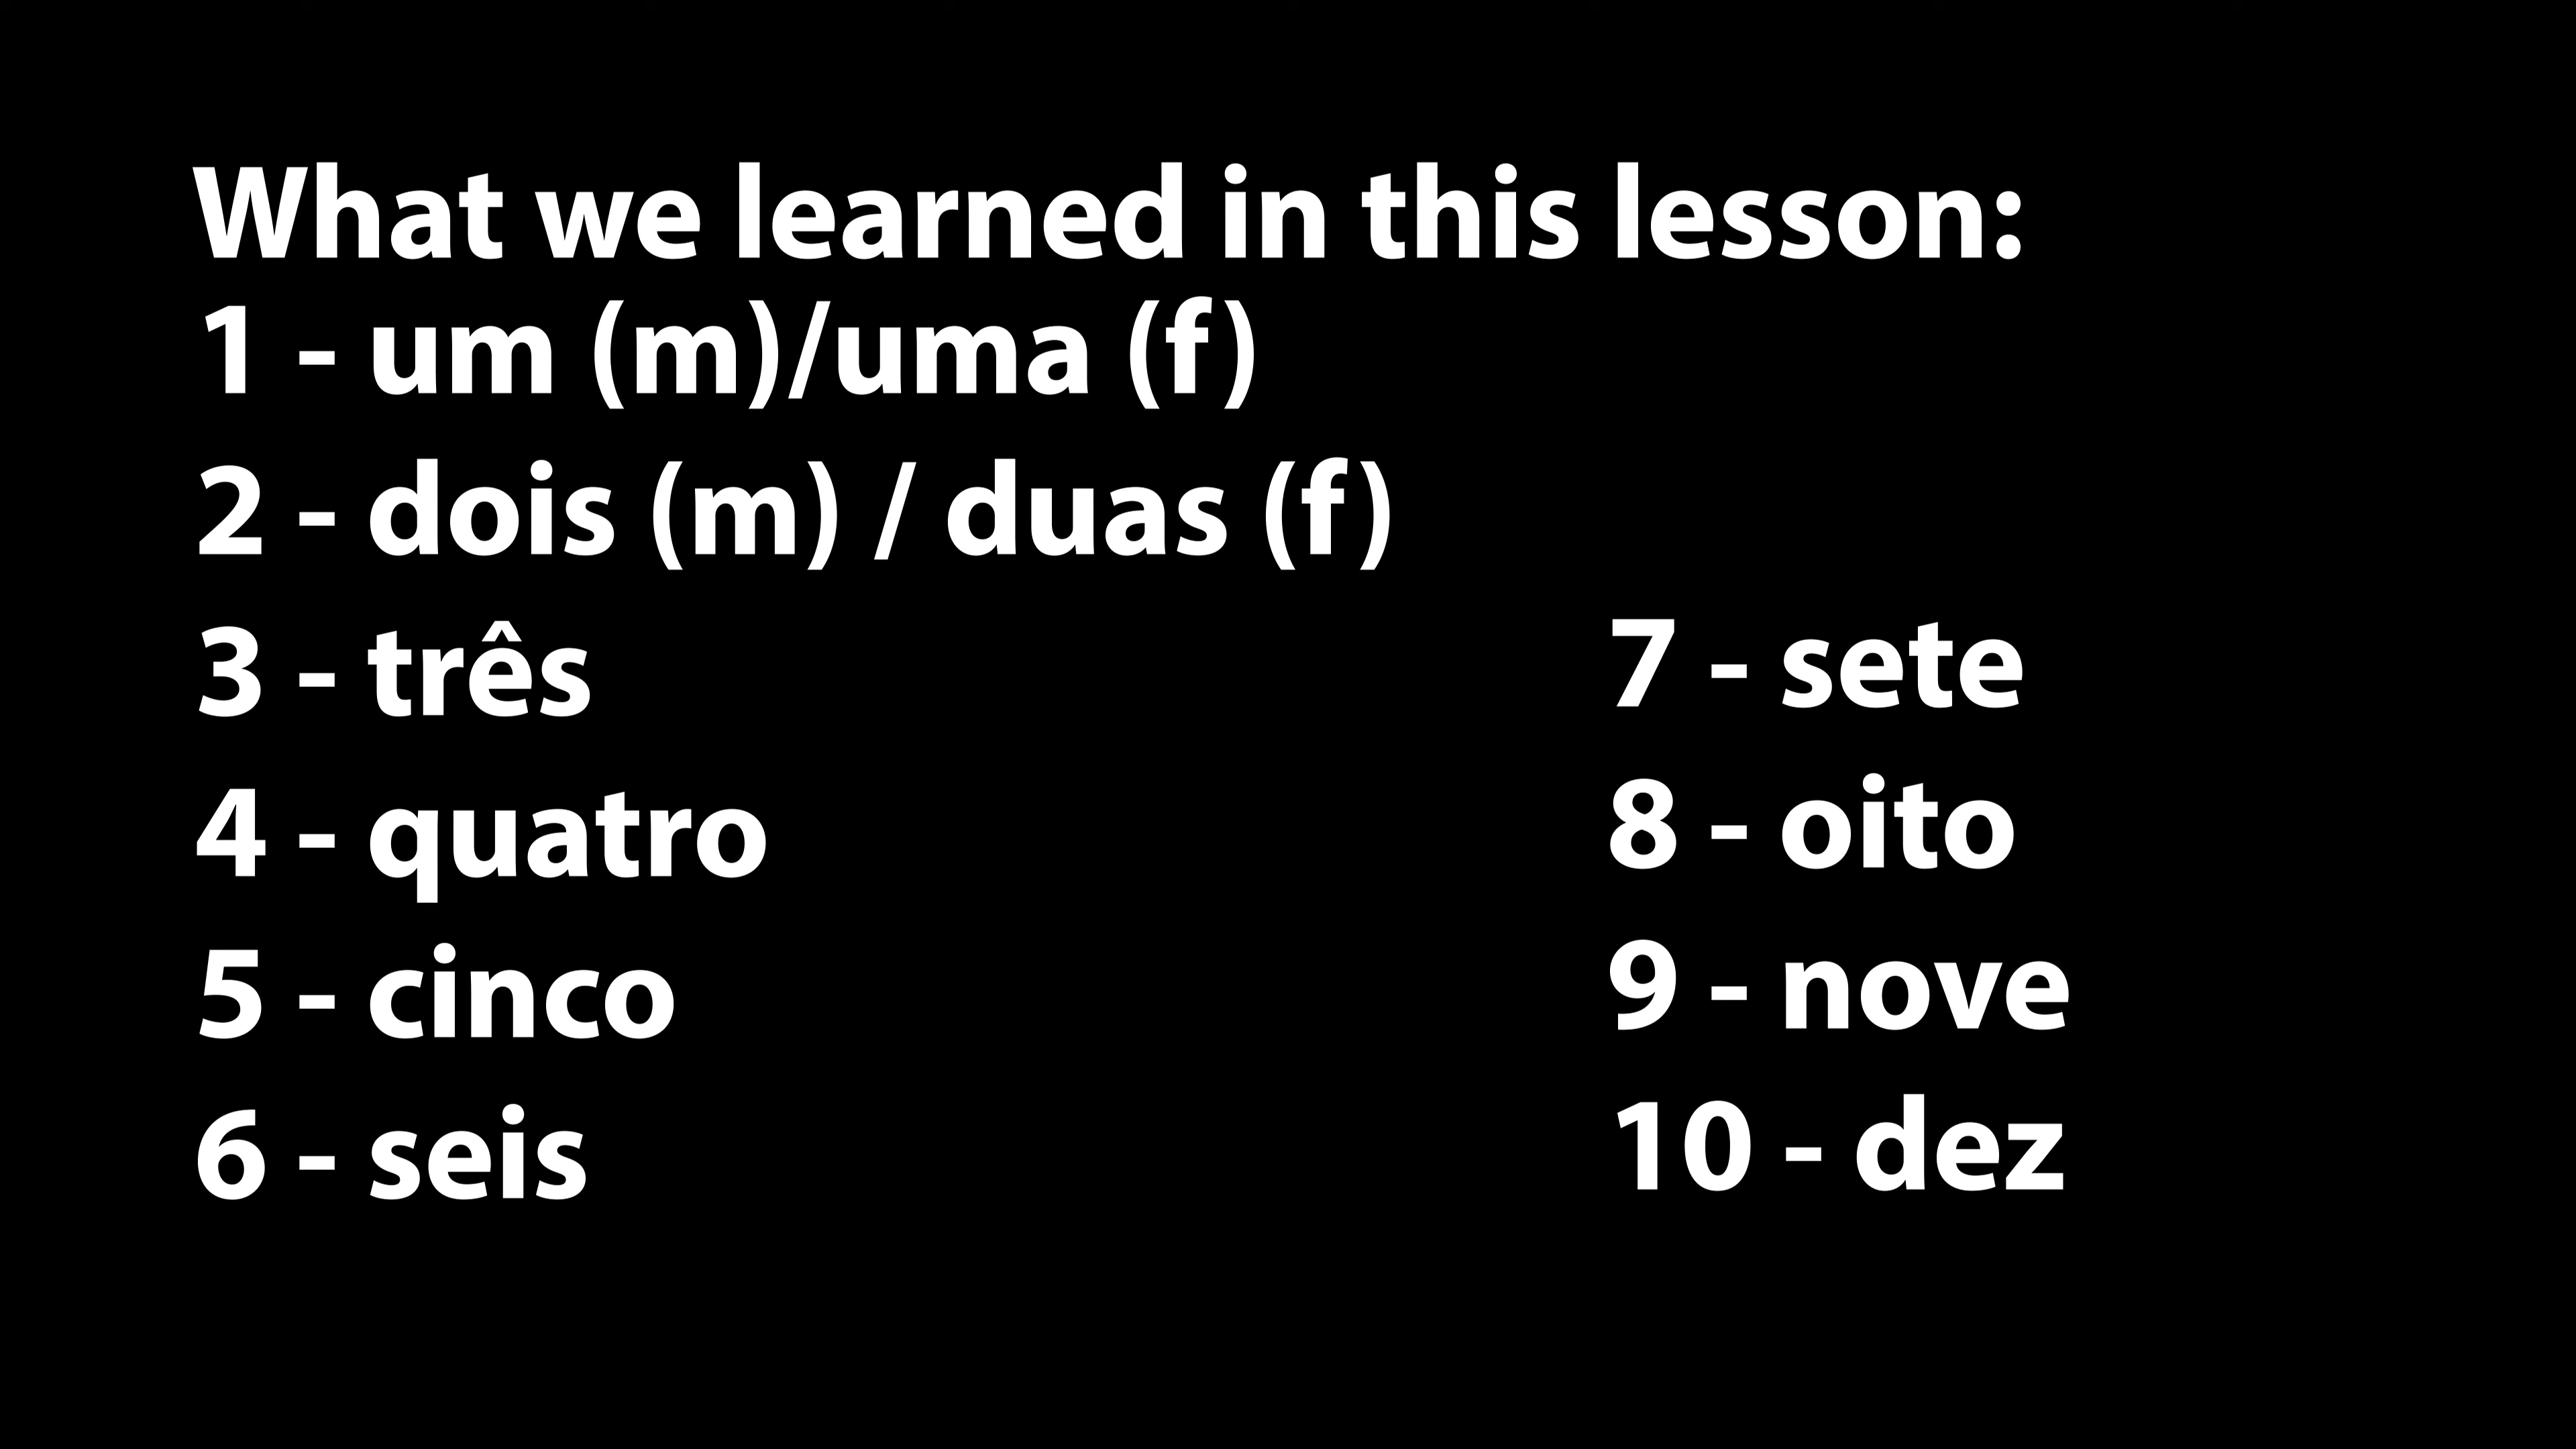 What we learned in this lesson:
1 - um (m)/uma (f)
2 - dois (m) / duas (f)
3 - três
4 - quatro
5 - cinco
6 - seis
7 - sete
8 - oito
9 - nove
10 - dez